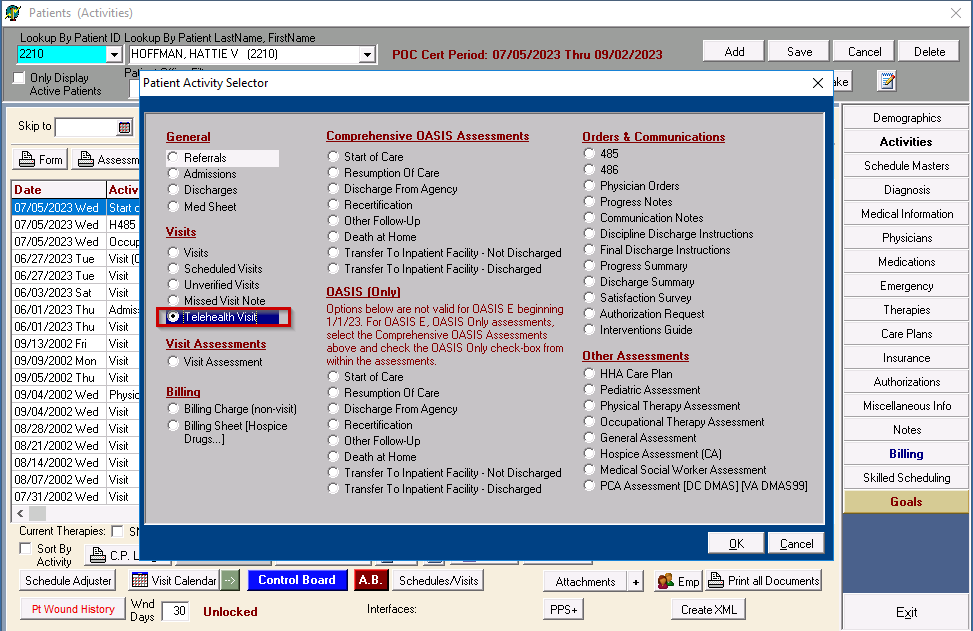 Patients (Activities)
Lookup By Patient ID Lookup By Patient LastName, FirstName
2210 HOFFMAN, HATTIE V (2210)
POC Cert Period: 07/05/2023 Thru 09/02/2023
Add Save Cancel Delete
Only Display
Active Patients
Patient Activity Selector
Skip to
Form Assessm
Date Activ
07/05/2023 Wed Start o
07/05/2023 Wed H485
07/05/2023 Wed Occup
06/27/2023 Tue Visit (O
06/27/2023 Tue Visit
06/03/2023 Sat Visit
06/01/2023 Thu Admis
06/01/2023 Thu Visit
09/13/2002 Fri Visit
09/09/2002 Mon Visit
09/05/2002 Thu Visit
09/04/2002 Wed Physic
09/04/2002 Wed Visit
08/28/2002 Wed Visit
08/21/2002 Wed Visit
08/14/2002 Wed Visit
08/07/2002 Wed Visit
07/31/2002 Wed Visit
General
Referrals
Admissions
Discharges
Med Sheet
Visits
Visits
Scheduled Visits
Unverified Visits
Missed Visit Note
Telehealth Visit
Visit Assessments
Visit Assessment
Billing
Billing Charge (non-visit)
Billing Sheet [Hospice
Drugs...]
Comprehensive OASIS Assessments
Start of Care
Resumption Of Care
Discharge From Agency
Recertification
Other Follow-Up
Death at Home
Transfer To Inpatient Facility - Not Discharged
Transfer To Inpatient Facility - Discharged
OASIS (Only)
Options below are not valid for OASIS E beginning
1/1/23. For OASIS E, OASIS Only assessments,
select the Comprehensive OASIS Assessments
above and check the OASIS Only check-box from
within the assessments.
Start of Care
Resumption Of Care
Discharge From Agency
Recertification
Other Follow-Up
Death at Home
Transfer To Inpatient Facility - Not Discharged
Transfer To Inpatient Facility - Discharged
Orders & Communications
485
486
Physician Orders
Progress Notes
Communication Notes
Discipline Discharge Instructions
Final Discharge Instructions
Progress Summary
Discharge Summary
Satisfaction Survey
Authorization Request
Interventions Guide
Other Assessments
HHA Care Plan
Pediatric Assessment
Physical Therapy Assessment
Occupational Therapy Assessment
General Assessment
Hospice Assessment (CA)
Medical Social Worker Assessment
PCA Assessment [DC DMAS] [VA DMAS99]
OK Cancel
Demographics
Activities
Schedule Masters
Diagnosis
Medical Information
Physicians
Medications
Emergency
Therapies
Care Plans
Insurance
Authorizations
Miscellaneous Info
Notes
Billing
Skilled Scheduling
Goals
Current Therapies:
Sort By
Activity
C.P.
Schedule Adjuster Visit Calendar --> Control Board A.B. Schedules/Visits Attachments + Emp Print all Documents
Pt Wound History Wnd
Days 30 Unlocked Interfaces: PPS+ Create XML Exit